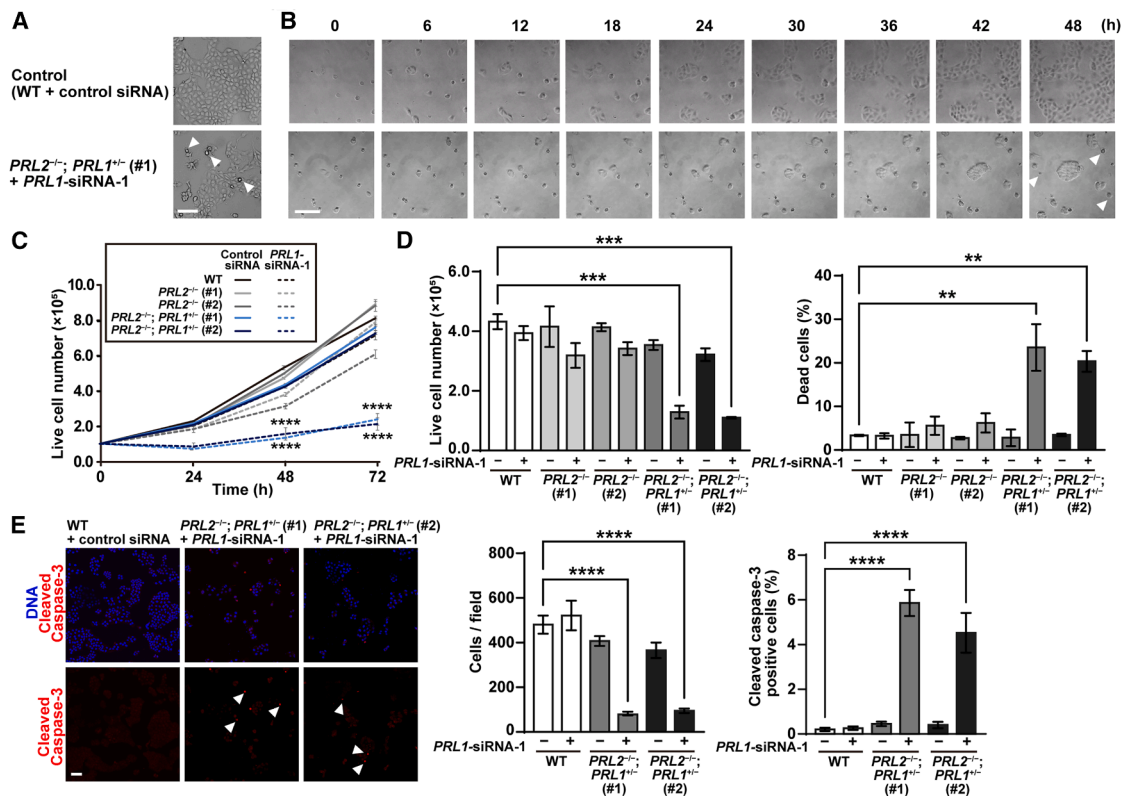 A
Control
(WT + control siRNA)
PRL2–/–; PRL1+/– (#1)
+ PRL1-siRNA-1
B
0 6 12 18 24 30 36 42 48 (h)
C
Control siRNA PRL1-siRNA-1
WT
PRL2–/– (#1)
PRL2–/– (#2)
PRL2–/–; PRL1+/– (#1)
PRL2–/–; PRL1+/– (#2)
Live cell number (×10⁵)
10.0
8.0
6.0
4.0
2.0
0.0
**** ****
**** ****
0 24 48 72
Time (h)
D
***
***
Live cell number (×10⁵)
6.0
4.0
2.0
0.0
PRL1-siRNA-1 – + – + – + – + – +
WT PRL2–/– (#1) PRL2–/– (#2) PRL2–/–; PRL1+/– (#1) PRL2–/–; PRL1+/– (#2)
**
**
Dead cells (%)
40
30
20
10
0
PRL1-siRNA-1 – + – + – + – + – +
WT PRL2–/– (#1) PRL2–/– (#2) PRL2–/–; PRL1+/– (#1) PRL2–/–; PRL1+/– (#2)
E
WT
+ control siRNA
PRL2–/–; PRL1+/– (#1)
+ PRL1-siRNA-1
PRL2–/–; PRL1+/– (#2)
+ PRL1-siRNA-1
DNA
Cleaved
Caspase-3
Cleaved
Caspase-3
****
****
Cells / field
800
600
400
200
0
PRL1-siRNA-1 – + – + – +
WT PRL2–/–; PRL1+/– (#1) PRL2–/–; PRL1+/– (#2)
****
****
Cleaved caspase-3
positive cells (%)
8
6
4
2
0
PRL1-siRNA-1 – + – + – +
WT PRL2–/–; PRL1+/– (#1) PRL2–/–; PRL1+/– (#2)